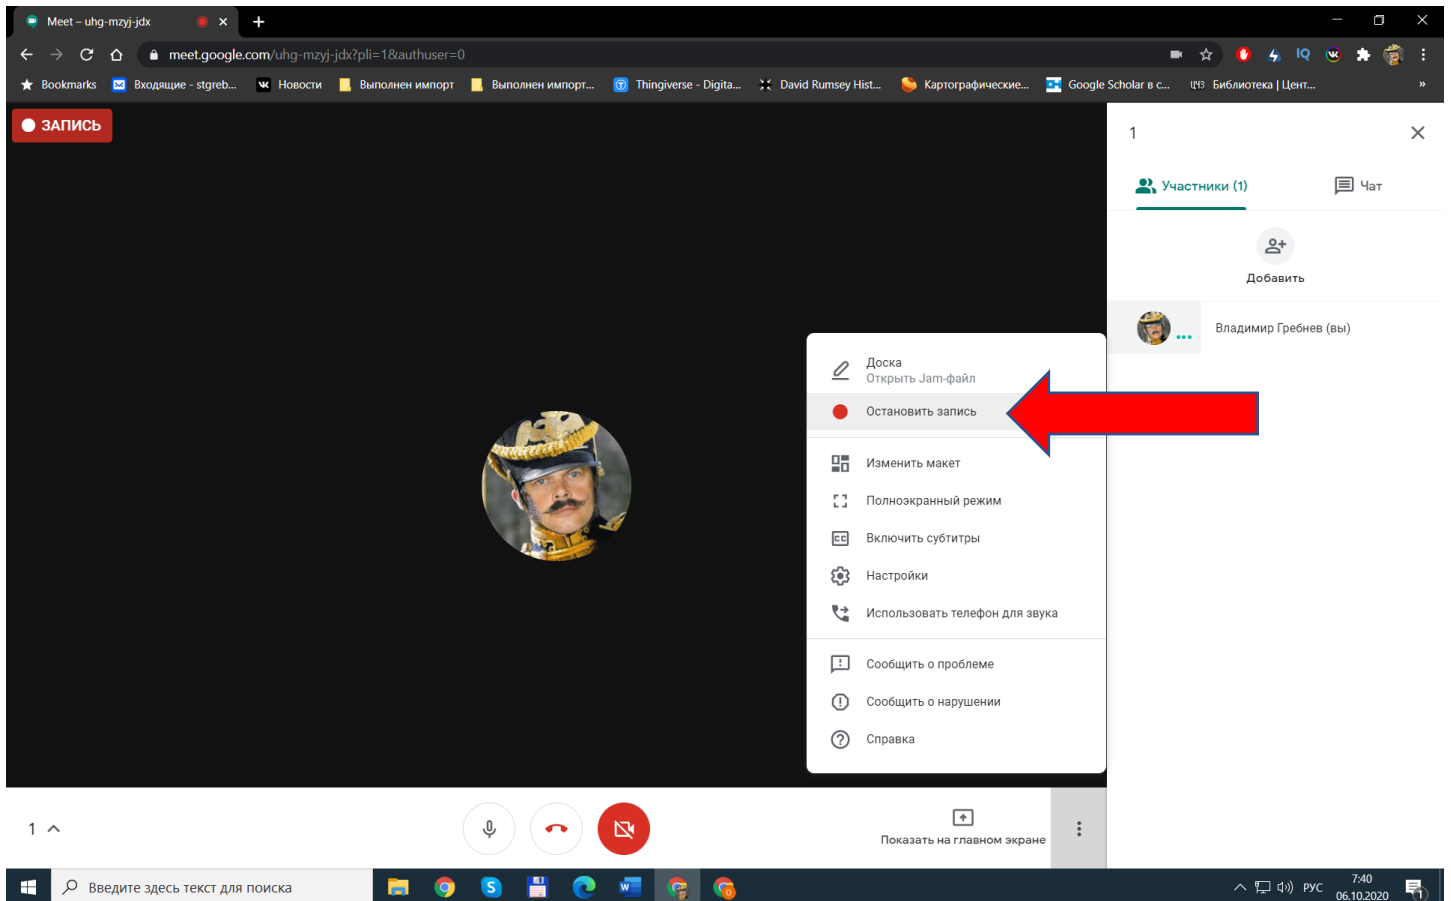 Meet – uhg-mzyj-jdx
meet.google.com/uhg-mzyj-jdx?pli=1&authuser=0
Bookmarks Входящие - stgreb... Новости Выполнен импорт Выполнен импорт... Thingiverse - Digita... David Rumsey Hist... Картографические... Google Scholar в с... Библиотека | Цент... »
ЗАПИСЬ
1
Участники (1) Чат
Добавить
Владимир Гребнев (вы)
Доска
Открыть Jam-файл
Остановить запись
Изменить макет
Полноэкранный режим
Включить субтитры
Настройки
Использовать телефон для звука
Сообщить о проблеме
Сообщить о нарушении
Справка
1
Показать на главном экране
Введите здесь текст для поиска
РУС
7:40
06.10.2020
1